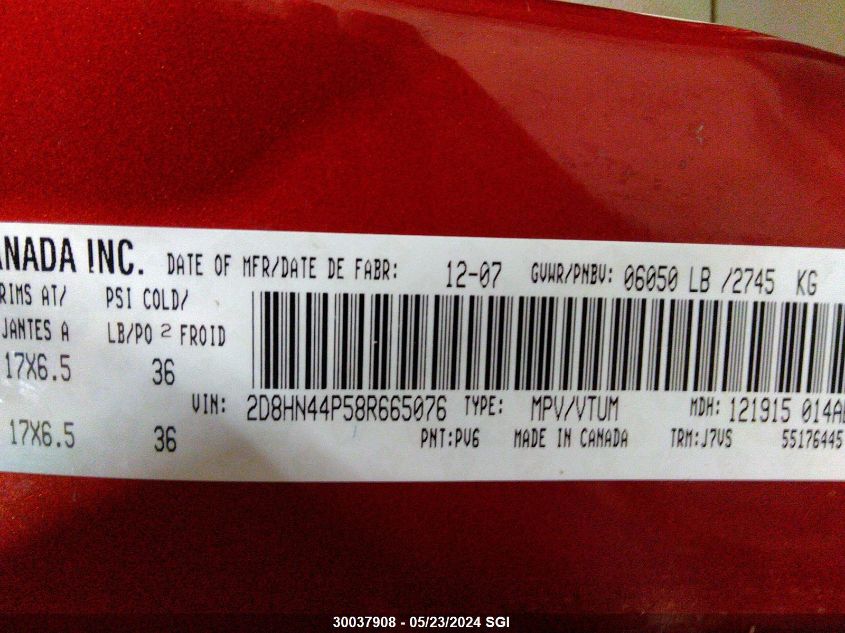 ANADA INC. DATE OF MFR/DATE DE FABR: 12-07 GVWR/PNBV: 06050 LB /2745 KG
RIMS AT/ PSI COLD/
JANTES A LB/PO 2 FROID
17X6.5 36
VIN: 2D8HN44P58R665076 TYPE: MPV/VTUM MDH: 121915 014A
17X6.5 36 PNT:PV6 MADE IN CANADA TRM:J7VS 55176445
30037908 - 05/23/2024 SGI